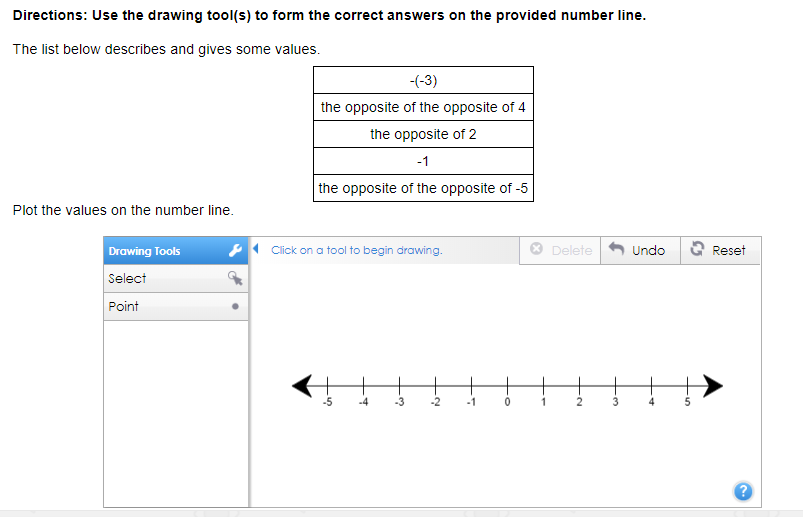 Directions: Use the drawing tool(s) to form the correct answers on the provided number line.
The list below describes and gives some values.
-(-3)
the opposite of the opposite of 4
the opposite of 2
-1
the opposite of the opposite of -5
Plot the values on the number line.
Drawing Tools
Click on a tool to begin drawing.
Delete
Undo
Reset
Select
Point
-5 -4 -3 -2 -1 0 1 2 3 4 5
?